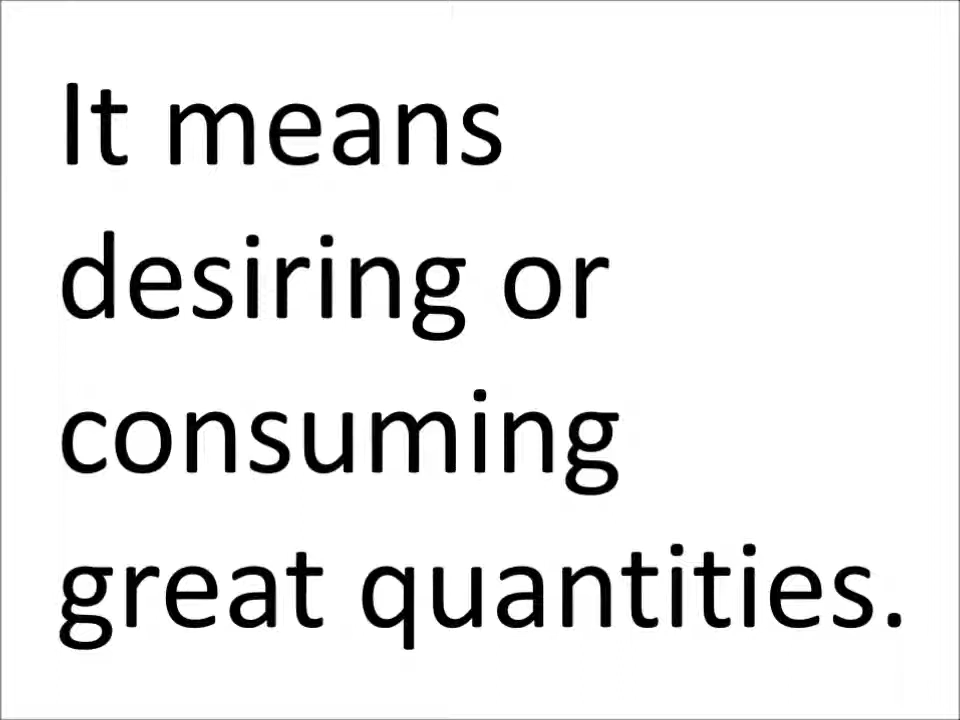 It means
desiring or
consuming
great quantities.